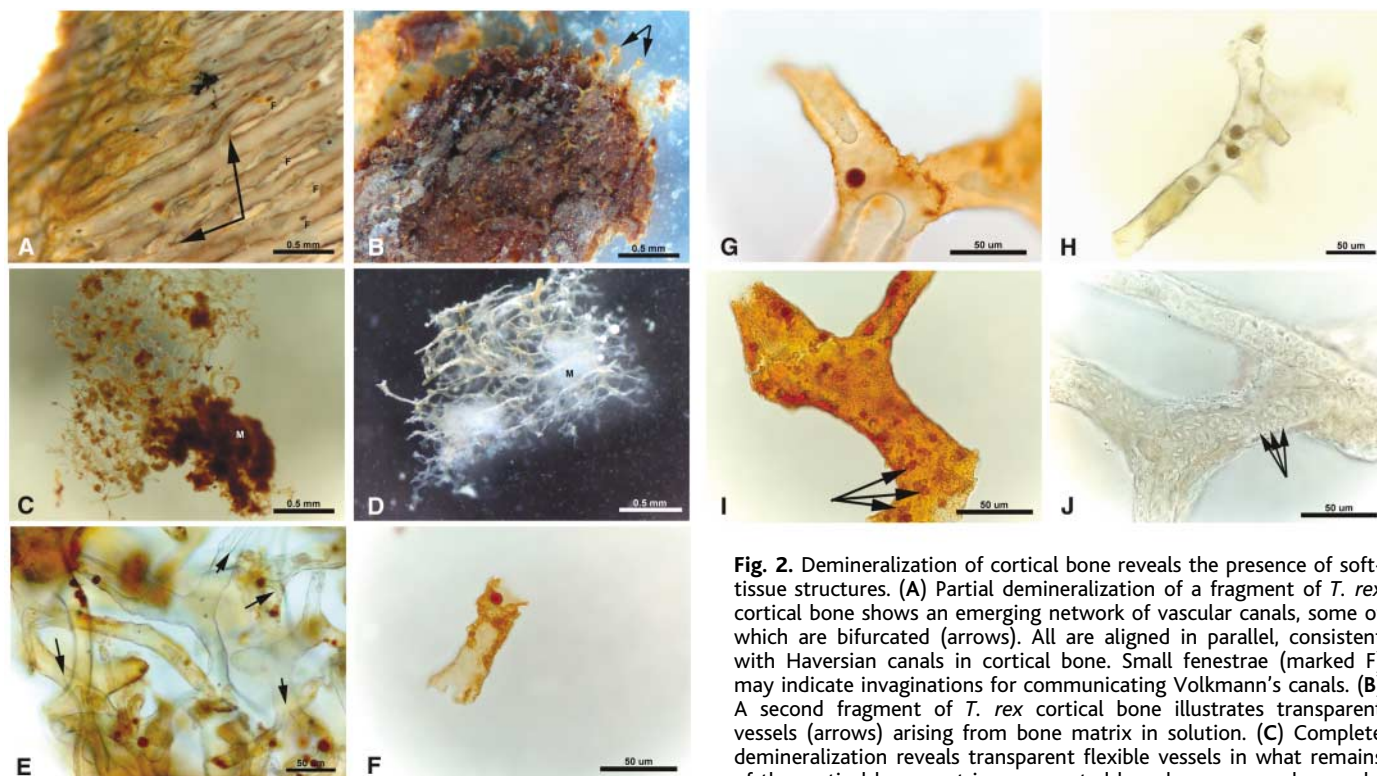 F
F
F
A
0.5 mm
B
0.5 mm
G
50 um
H
50 um
M
C
0.5 mm
M
D
0.5 mm
I
50 um
J
50 um
E
50 um
F
50 um
Fig. 2. Demineralization of cortical bone reveals the presence of soft-
tissue structures. (A) Partial demineralization of a fragment of T. rex
cortical bone shows an emerging network of vascular canals, some o
which are bifurcated (arrows). All are aligned in parallel, consistent
with Haversian canals in cortical bone. Small fenestrae (marked F)
may indicate invaginations for communicating Volkmann's canals. (B)
A second fragment of T. rex cortical bone illustrates transparent
vessels (arrows) arising from bone matrix in solution. (C) Complete
demineralization reveals transparent flexible vessels in what remains